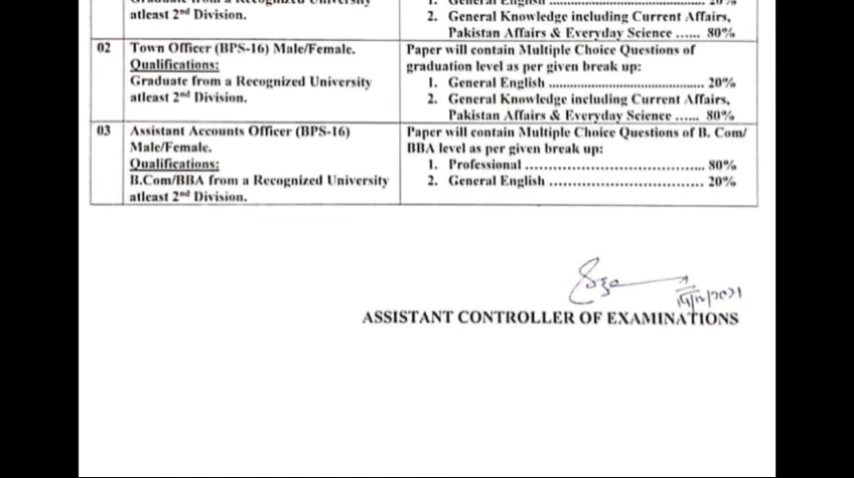 atleast 2nd Division.
2. General Knowledge including Current Affairs,
Pakistan Affairs & Everyday Science ...... 80%
02 Town Officer (BPS-16) Male/Female.
Qualifications:
Graduate from a Recognized University
atleast 2nd Division.
Paper will contain Multiple Choice Questions of
graduation level as per given break up:
1. General English ................................................ 20%
2. General Knowledge including Current Affairs,
Pakistan Affairs & Everyday Science ...... 80%
03 Assistant Accounts Officer (BPS-16)
Male/Female.
Qualifications:
B.Com/BBA from a Recognized University
atleast 2nd Division.
Paper will contain Multiple Choice Questions of B. Com/
BBA level as per given break up:
1. Professional ................................................ 80%
2. General English .......................................... 20%
ASSISTANT CONTROLLER OF EXAMINATIONS